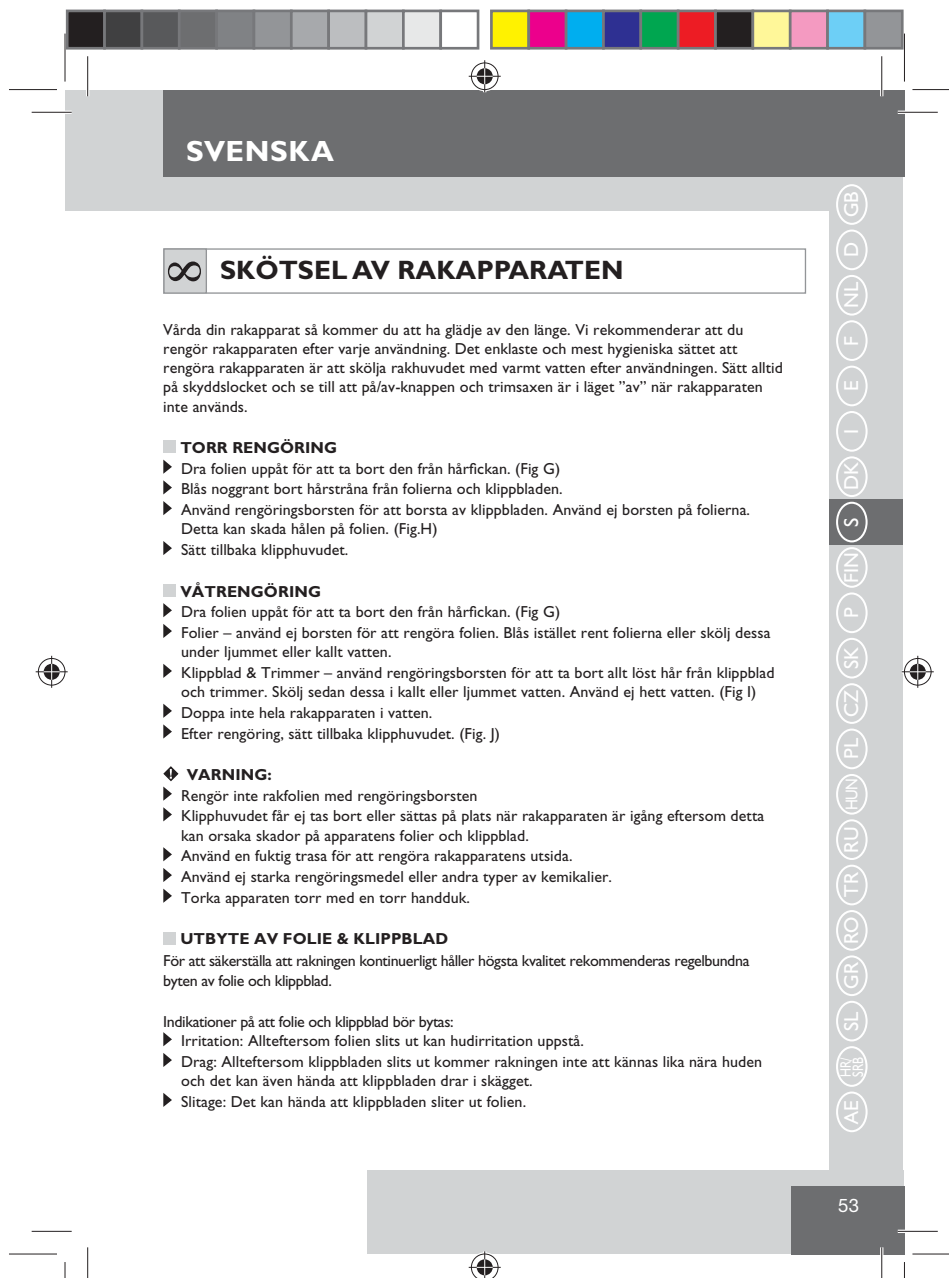 SVENSKA
∞ SKÖTSEL AV RAKAPPARATEN
Vårda din rakapparat så kommer du att ha glädje av den länge. Vi rekommenderar att du
rengör rakapparaten efter varje användning. Det enklaste och mest hygieniska sättet att
rengöra rakapparaten är att skölja rakhuvudet med varmt vatten efter användningen. Sätt alltid
på skyddslocket och se till att på/av-knappen och trimsaxen är i läget ”av” när rakapparaten
inte används.
TORR RENGÖRING
Dra folien uppåt för att ta bort den från hårfickan. (Fig G)
Blås noggrant bort hårstråna från folierna och klippbladen.
Använd rengöringsborsten för att borsta av klippbladen. Använd ej borsten på folierna.
Detta kan skada hålen på folien. (Fig.H)
Sätt tillbaka klipphuvudet.
VÅTRENGÖRING
Dra folien uppåt för att ta bort den från hårfickan. (Fig G)
Folier – använd ej borsten för att rengöra folien. Blås istället rent folierna eller skölj dessa
under ljummet eller kallt vatten.
Klippblad & Trimmer – använd rengöringsborsten för att ta bort allt löst hår från klippblad
och trimmer. Skölj sedan dessa i kallt eller ljummet vatten. Använd ej hett vatten. (Fig I)
Doppa inte hela rakapparaten i vatten.
Efter rengöring, sätt tillbaka klipphuvudet. (Fig. J)
VARNING:
Rengör inte rakfolien med rengöringsborsten
Klipphuvudet får ej tas bort eller sättas på plats när rakapparaten är igång eftersom detta
kan orsaka skador på apparatens folier och klippblad.
Använd en fuktig trasa för att rengöra rakapparatens utsida.
Använd ej starka rengöringsmedel eller andra typer av kemikalier.
Torka apparaten torr med en torr handduk.
UTBYTE AV FOLIE & KLIPPBLAD
För att säkerställa att rakningen kontinuerligt håller högsta kvalitet rekommenderas regelbundna
byten av folie och klippblad.
Indikationer på att folie och klippblad bör bytas:
Irritation: Allteftersom folien slits ut kan hudirritation uppstå.
Drag: Allteftersom klippbladen slits ut kommer rakningen inte att kännas lika nära huden
och det kan även hända att klippbladen drar i skägget.
Slitage: Det kan hända att klippbladen sliter ut folien.
GB
D
NL
F
E
I
DK
S
FIN
P
SK
CZ
PL
HUN
RU
TR
RO
GR
SL
HR/
SRB
AE
53